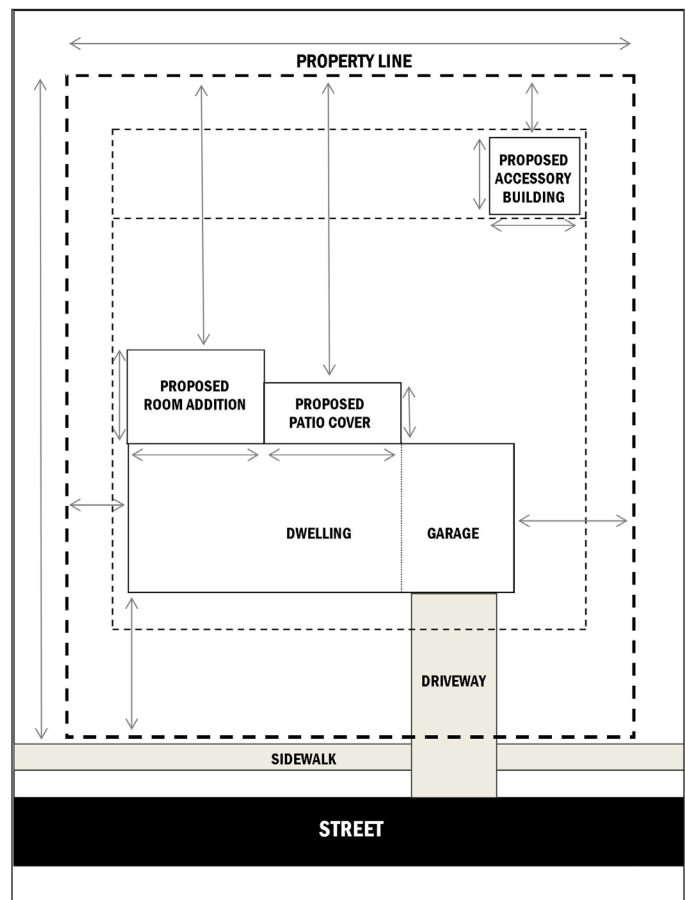 PROPERTY LINE
PROPOSED
ACCESSORY
BUILDING
PROPOSED
ROOM ADDITION
PROPOSED
PATIO COVER
DWELLING
GARAGE
DRIVEWAY
SIDEWALK
STREET